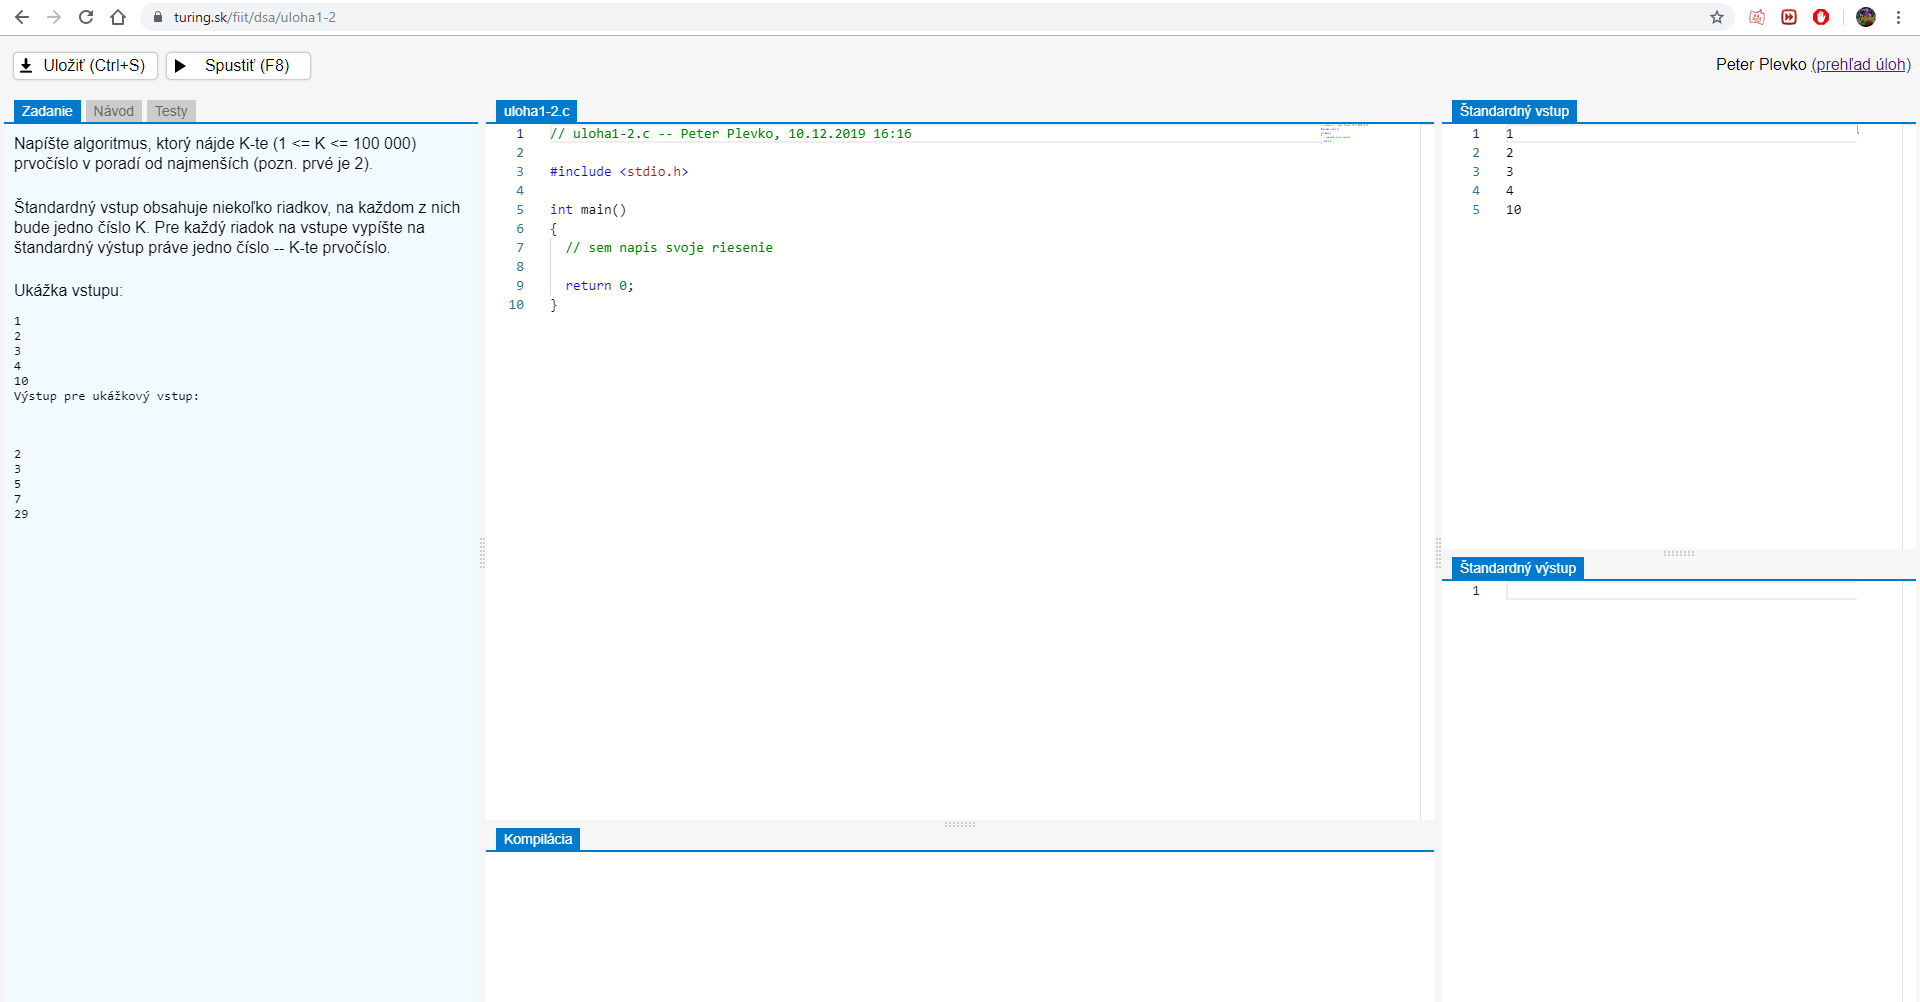 turing.sk/fiit/dsa/uloha1-2
Uložiť (Ctrl+S)
Spustiť (F8)
Peter Plevko (prehľad úloh)
Zadanie
Návod
Testy
Napíšte algoritmus, ktorý nájde K-te (1 <= K <= 100 000)
prvočíslo v poradí od najmenších (pozn. prvé je 2).
Štandardný vstup obsahuje niekoľko riadkov, na každom z nich
bude jedno číslo K. Pre každý riadok na vstupe vypíšte na
štandardný výstup práve jedno číslo -- K-te prvočíslo.
Ukážka vstupu:
1
2
3
4
10
Výstup pre ukážkový vstup:
2
3
5
7
29
uloha1-2.c
1 // uloha1-2.c -- Peter Plevko, 10.12.2019 16:16
2
3 #include <stdio.h>
4
5 int main()
6 {
7 // sem napis svoje riesenie
8
9 return 0;
10 }
Kompilácia
Štandardný vstup
1 1
2 2
3 3
4 4
5 10
Štandardný výstup
1